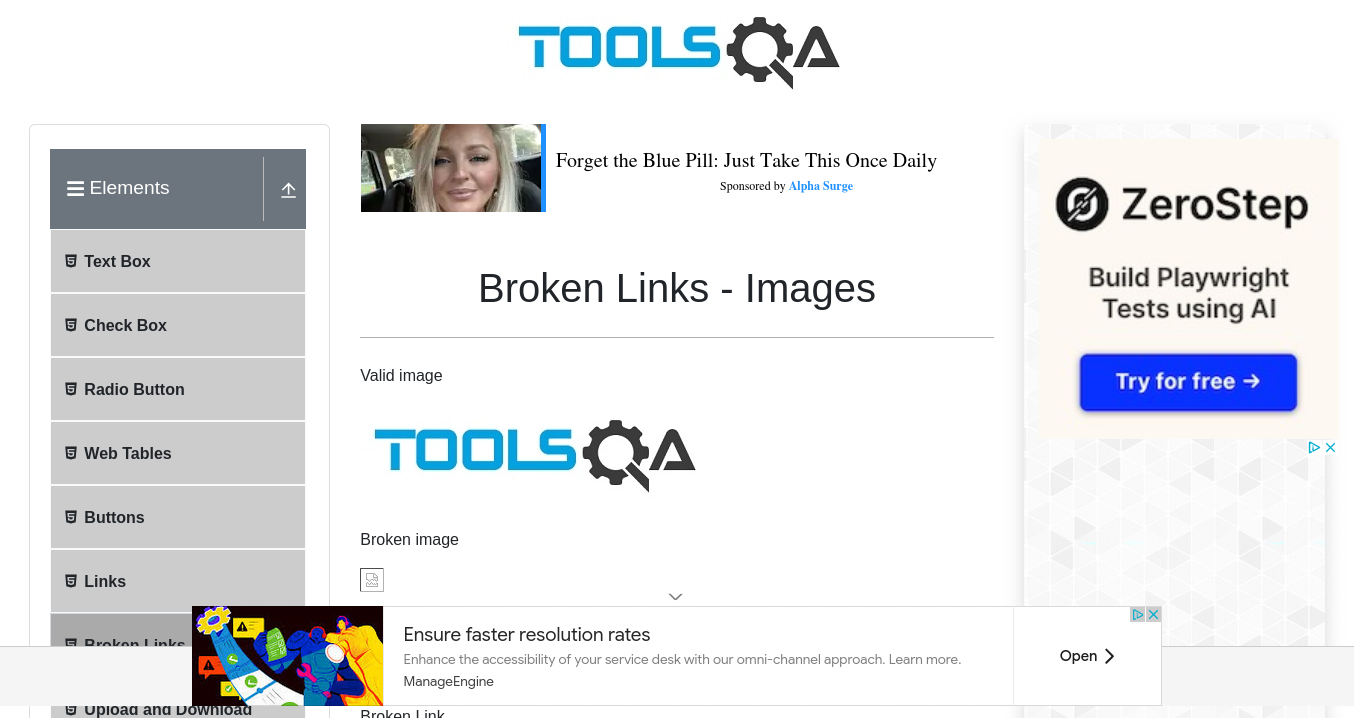 TOOLSQA
Elements
Text Box
Check Box
Radio Button
Web Tables
Buttons
Links
Broken Links
Upload and Download
Forget the Blue Pill: Just Take This Once Daily
Sponsored by Alpha Surge
Broken Links - Images
Valid image
TOOLSQA
Broken image
Broken Link
ZeroStep
Build Playwright
Tests using AI
Try for free →
Ensure faster resolution rates
Enhance the accessibility of your service desk with our omni-channel approach. Learn more.
ManageEngine
Open